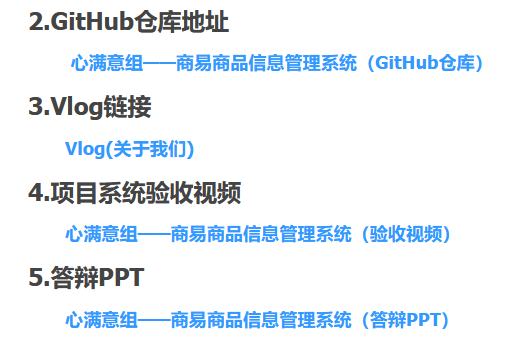 2.GitHub仓库地址
心满意组——商易商品信息管理系统（GitHub仓库）
3.Vlog链接
Vlog(关于我们)
4.项目系统验收视频
心满意组——商易商品信息管理系统（验收视频）
5.答辩PPT
心满意组——商易商品信息管理系统（答辩PPT）